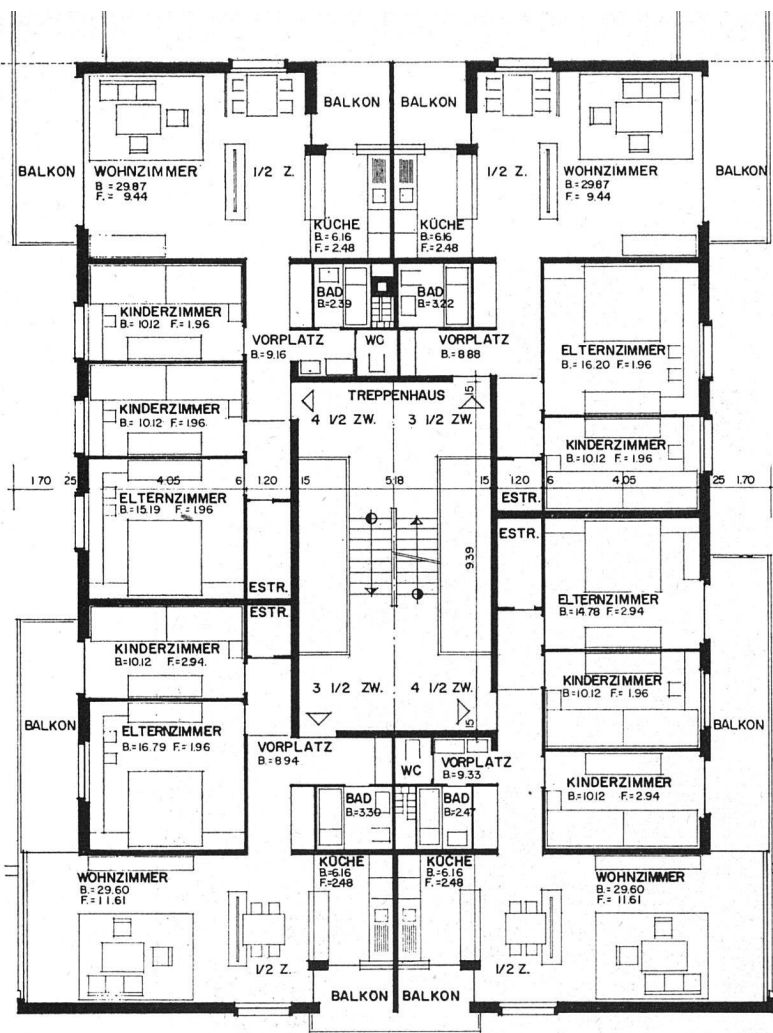 BALKON
BALKON
BALKON
WOHNZIMMER
B = 29.87
F. = 9.44
1/2 Z.
1/2 Z.
WOHNZIMMER
B = 29.87
F. = 9.44
BALKON
KÜCHE
B.= 6.16
F. = 2.48
KÜCHE
B.= 6.16
F. = 2.48
BAD
B.= 2.39
BAD
B.= 3.22
KINDERZIMMER
B.= 10.12 F.= 1.96
VORPLATZ
B.= 9.16
WC
VORPLATZ
B.= 8.88
ELTERNZIMMER
B.= 16.20 F.= 1.96
TREPPENHAUS
4 1/2 ZW.
3 1/2 ZW.
15
KINDERZIMMER
B.= 10.12 F.= 1.96.
KINDERZIMMER
B.= 10.12 F.= 1.96
1.70 25 4.05 6 1.20 15 5.18 15 1.20 6 4.05 25 1.70
ELTERNZIMMER
B.= 15.19 F.= 1.96
ESTR.
ESTR.
9.39
ESTR.
ESTR.
ELTERNZIMMER
B.= 14.78 F.= 2.94
KINDERZIMMER
B.= 10.12 F.= 2.94.
KINDERZIMMER
B.= 10.12 F.= 1.96
3 1/2 ZW.
4 1/2 ZW.
15
BALKON
ELTERNZIMMER
B.= 16.79 F.= 1.96
BALKON
VORPLATZ
B.= 8.94
WC
VORPLATZ
B.= 9.33
KINDERZIMMER
B.= 10.12 F.= 2.94
BAD
B.= 3.30
BAD
B.= 2.47
KÜCHE
B.= 6.16
F. = 2.48
KÜCHE
B.= 6.16
F. = 2.48
WOHNZIMMER
B.= 29.60
F. = 11.61
WOHNZIMMER
B.= 29.60
F. = 11.61
1/2 Z.
1/2 Z.
BALKON
BALKON